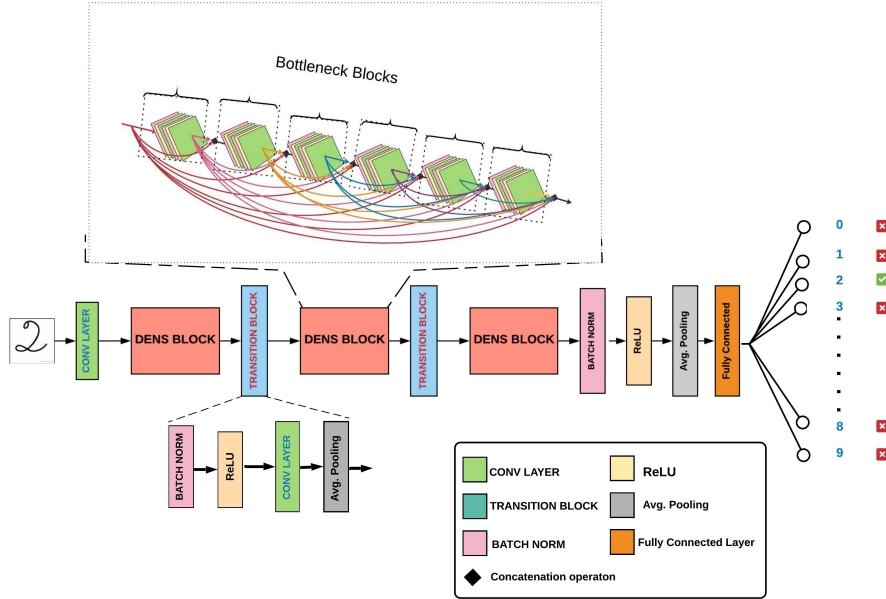 Bottleneck Blocks
0
1
2
3
8
9
2
CONV LAYER
DENS BLOCK
TRANSITION BLOCK
DENS BLOCK
TRANSITION BLOCK
DENS BLOCK
BATCH NORM
ReLU
Avg. Pooling
Fully Connected
BATCH NORM
ReLU
CONV LAYER
Avg. Pooling
CONV LAYER
ReLU
TRANSITION BLOCK
Avg. Pooling
BATCH NORM
Fully Connected Layer
Concatenation operaton